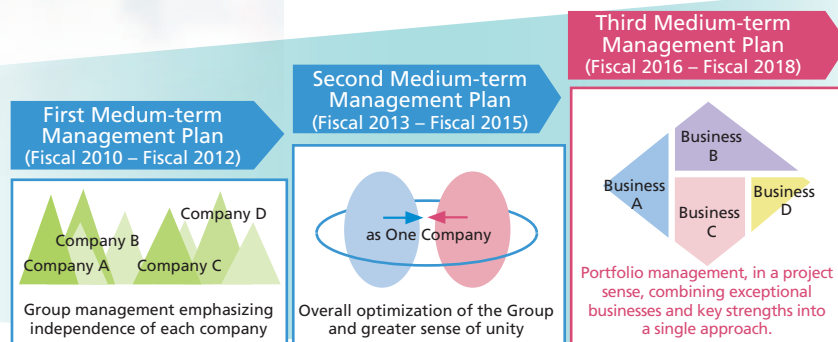 First Medum-term
Management Plan
(Fiscal 2010 – Fiscal 2012)
Company D
Company B
Company A
Company C
Group management emphasizing
independence of each company
Second Medium-term
Management Plan
(Fiscal 2013 – Fiscal 2015)
as One Company
Overall optimization of the Group
and greater sense of unity
Third Medium-term
Management Plan
(Fiscal 2016 – Fiscal 2018)
Business
B
Business
A
Business
C
Business
D
Portfolio management, in a project
sense, combining exceptional
businesses and key strengths into
a single approach.